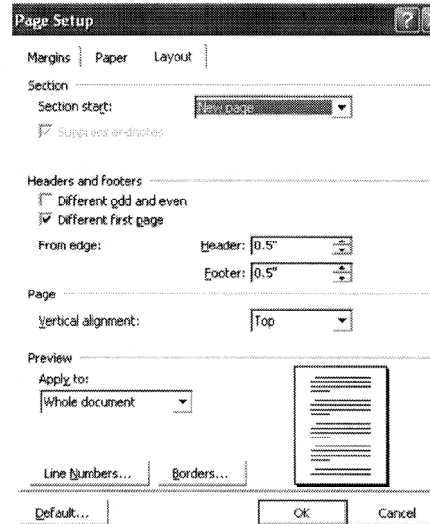 Page Setup ?
Margins Paper Layout
Section
Section start: New page
Suppress endnotes
Headers and footers
Different odd and even
Different first page
From edge: Header: 0.5"
Footer: 0.5"
Page
Vertical alignment: Top
Preview
Apply to:
Whole document
Line Numbers... Borders...
Default... OK Cancel